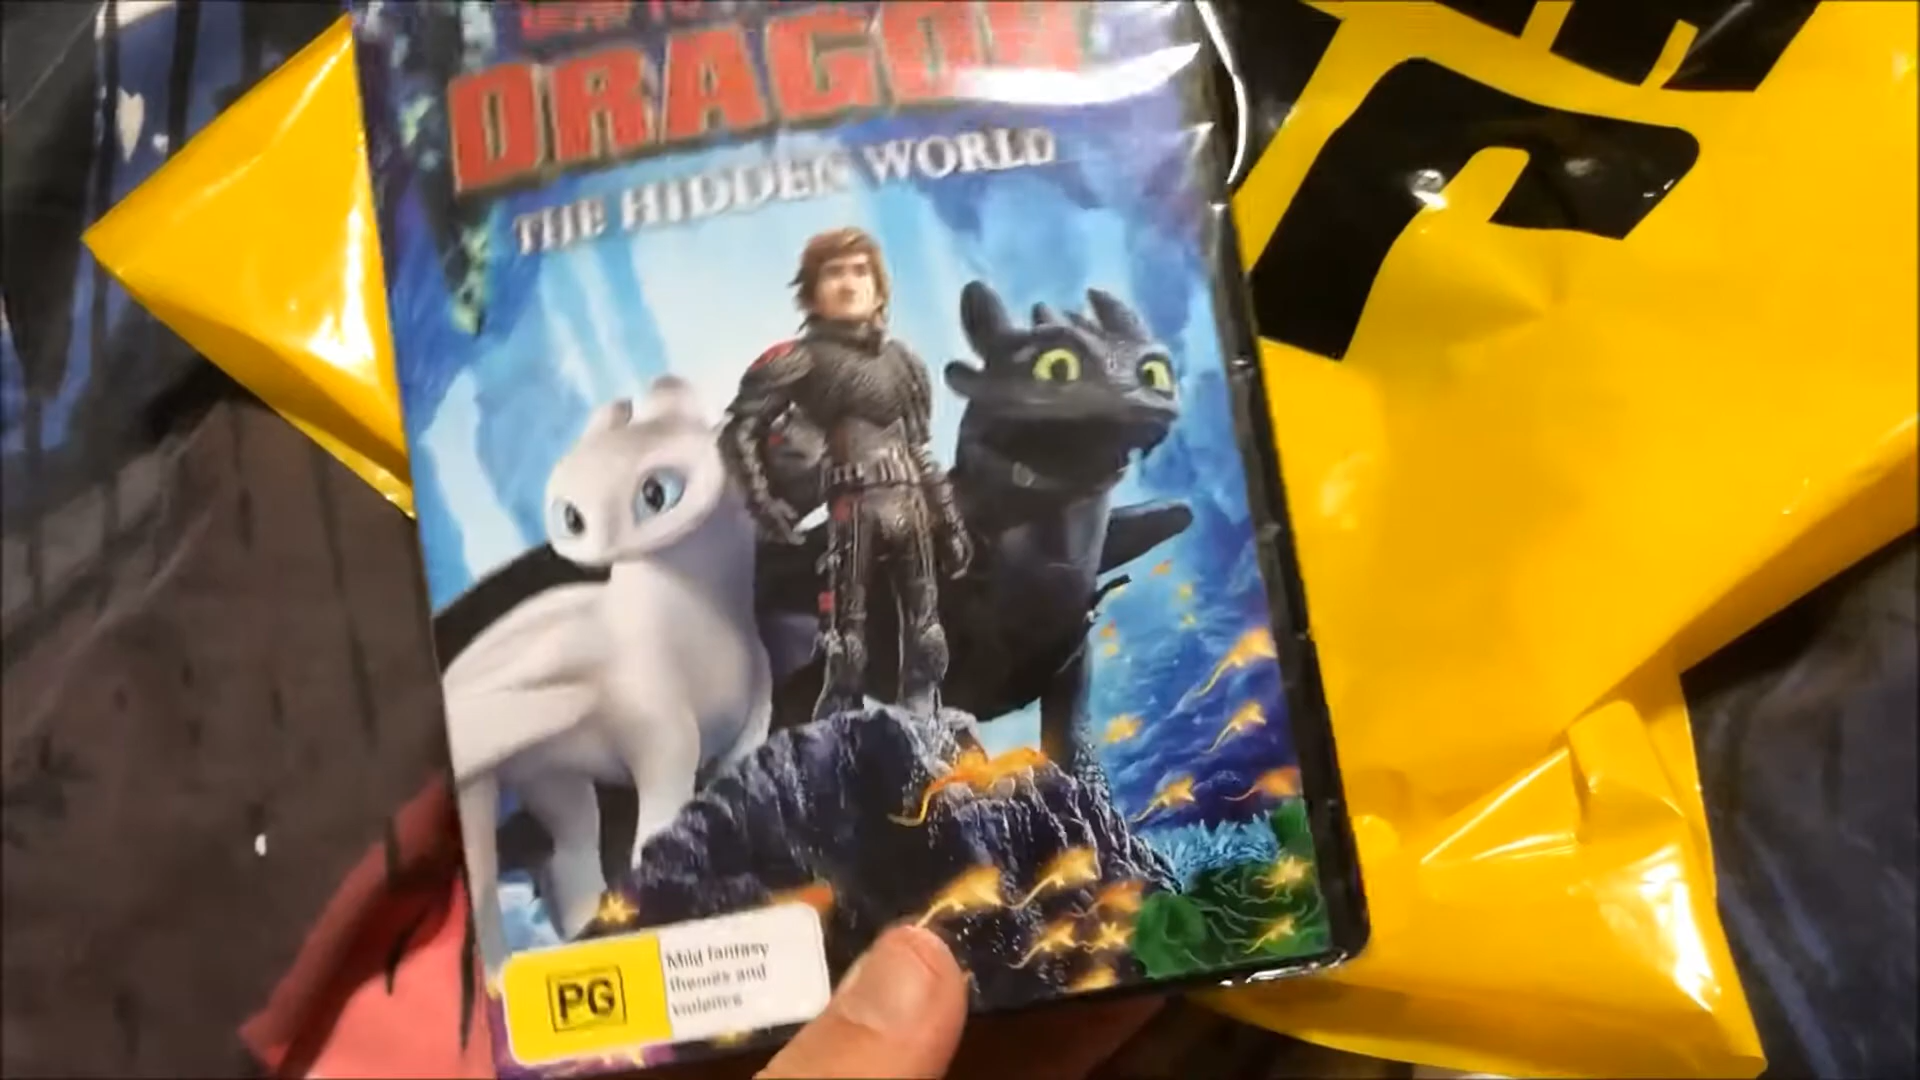 DRAGON
THE HIDDEN WORLD
PG
Mild fantasy
themes and
violence